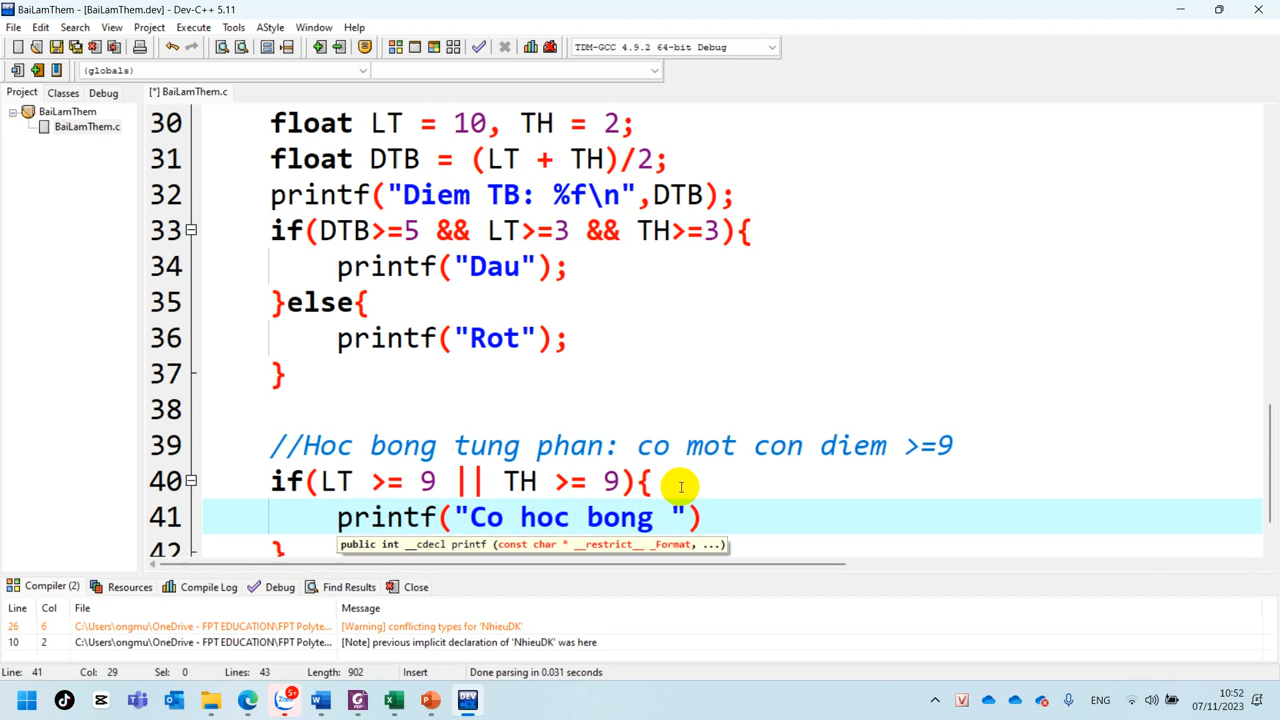 BaiLamThem - [BaiLamThem.dev] - Dev-C++ 5.11
File Edit Search View Project Execute Tools AStyle Window Help
TDM-GCC 4.9.2 64-bit Debug
(globals)
Project Classes Debug
[*] BaiLamThem.c
BaiLamThem
BaiLamThem.c
30 float LT = 10, TH = 2;
31 float DTB = (LT + TH)/2;
32 printf("Diem TB: %f\n",DTB);
33 if(DTB>=5 && LT>=3 && TH>=3){
34 printf("Dau");
35 }else{
36 printf("Rot");
37 }
38
39 //Hoc bong tung phan: co mot con diem >=9
40 if(LT >= 9 || TH >= 9){
41 printf("Co hoc bong ")
public int __cdecl printf (const char * __restrict__ _Format, ...)
42 }
Compiler (2) Resources Compile Log Debug Find Results Close
Line Col File Message
26 6 C:\Users\ongmu\OneDrive - FPT EDUCATION\FPT Polyte... [Warning] conflicting types for 'NhieuDK'
10 2 C:\Users\ongmu\OneDrive - FPT EDUCATION\FPT Polyte... [Note] previous implicit declaration of 'NhieuDK' was here
Line: 41 Col: 29 Sel: 0 Lines: 43 Length: 902 Insert Done parsing in 0.031 seconds
5+
Zalo
DEV
ENG
10:52
07/11/2023